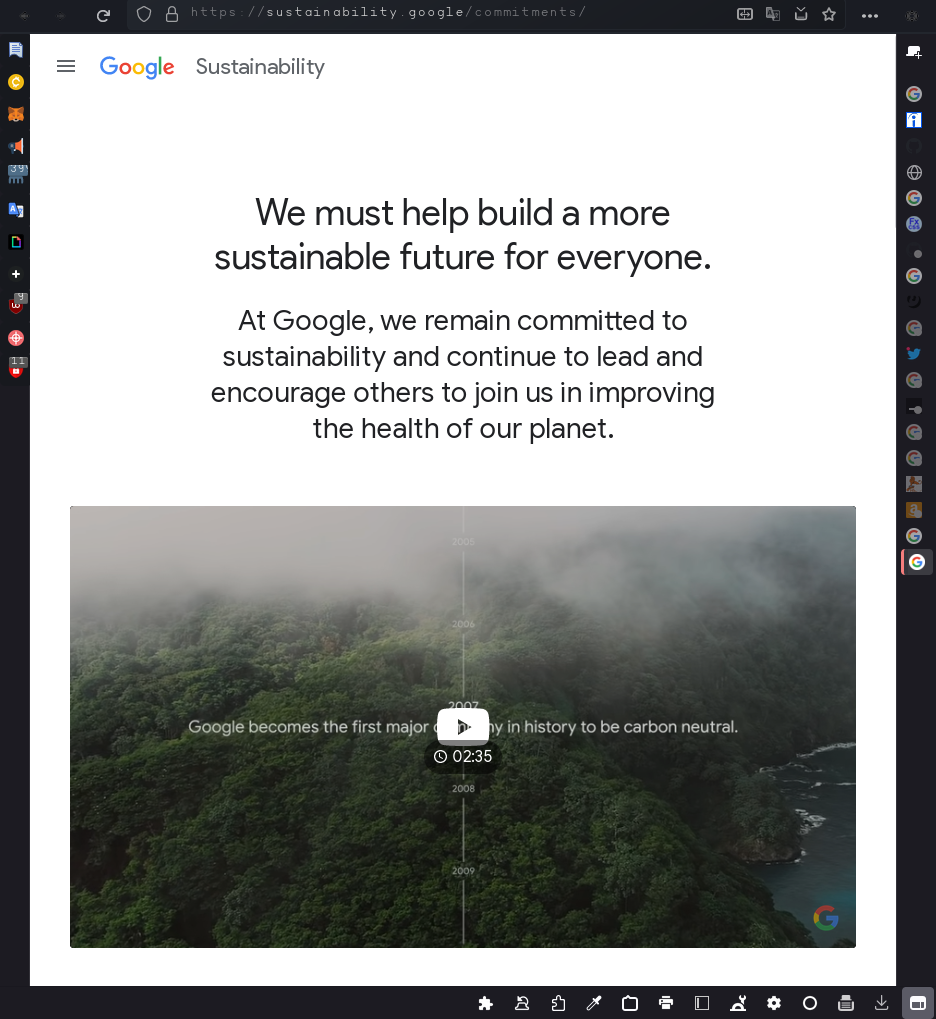 https://sustainability.google/commitments/
Google Sustainability
39
9
11
We must help build a more
sustainable future for everyone.
At Google, we remain committed to
sustainability and continue to lead and
encourage others to join us in improving
the health of our planet.
2005
2006
2007
Google becomes the first major company in history to be carbon neutral.
02:35
2008
2009